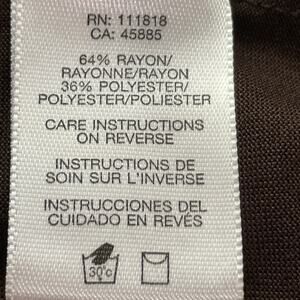 RN: 111818
CA: 45885
64% RAYON/
RAYONNE/RAYON
36% POLYESTER/
POLYESTER/POLIESTER
CARE INSTRUCTIONS
ON REVERSE
INSTRUCTIONS DE
SOIN SUR L'INVERSE
INSTRUCCIONES DEL
CUIDADO EN REVÉS
30°C